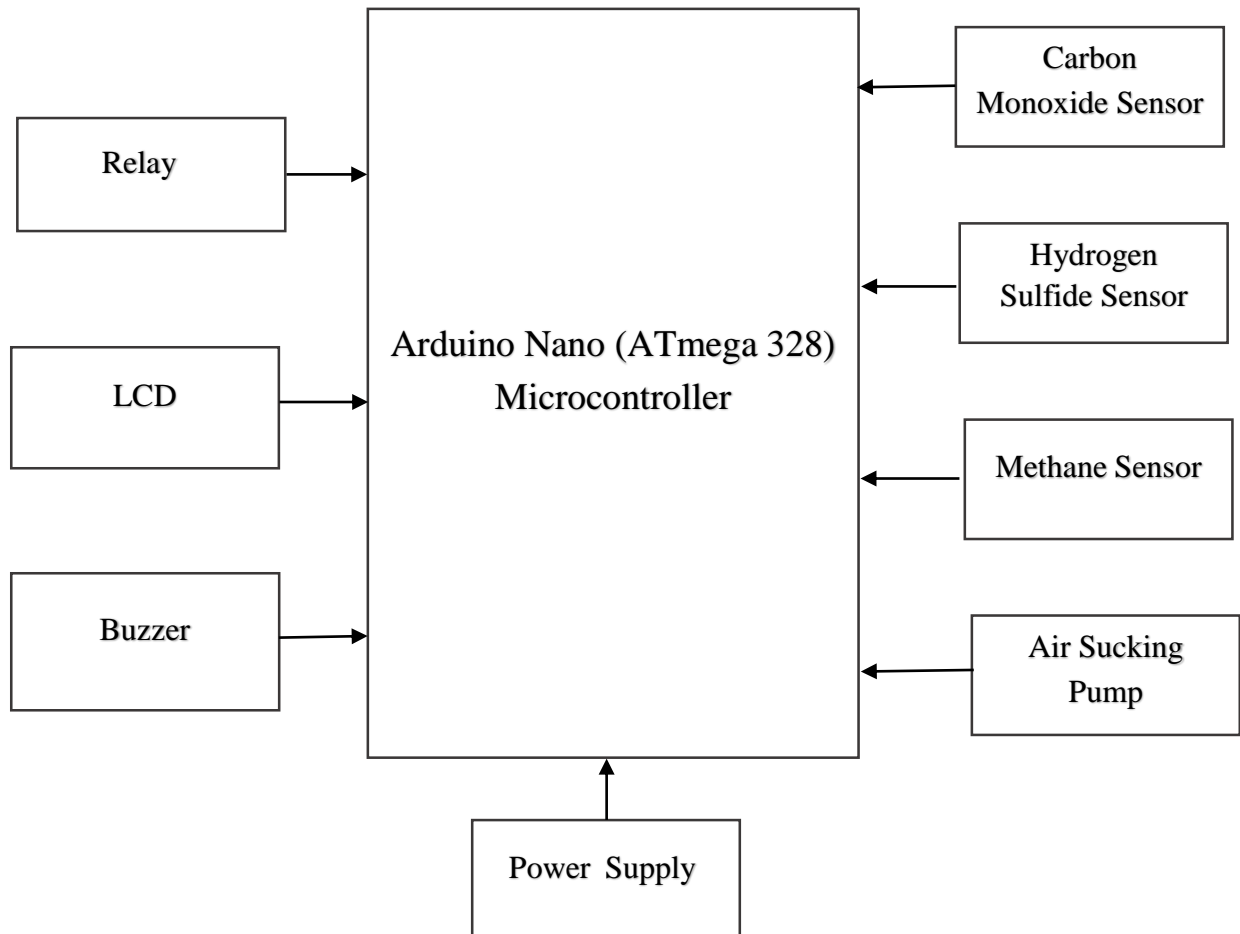 Relay
LCD
Buzzer
Arduino Nano (ATmega 328)
Microcontroller
Carbon
Monoxide Sensor
Hydrogen
Sulfide Sensor
Methane Sensor
Air Sucking
Pump
Power Supply